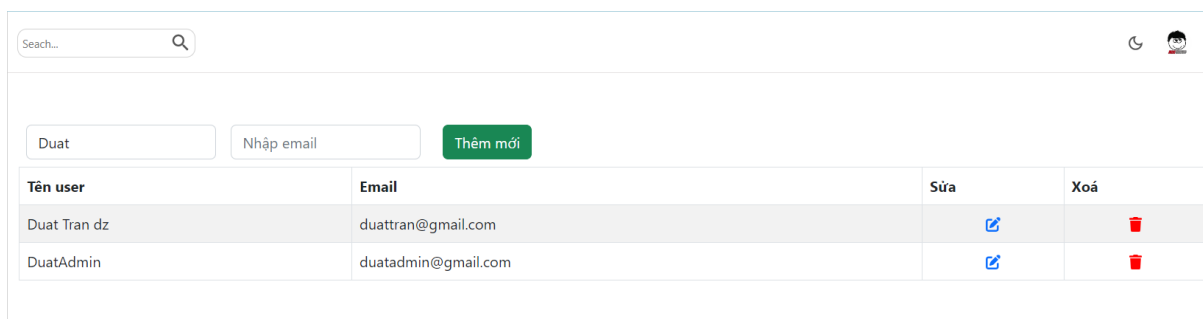 Seach...
Duat Nhập email Thêm mới
Tên user Email Sửa Xoá
Duat Tran dz duattran@gmail.com
DuatAdmin duatadmin@gmail.com